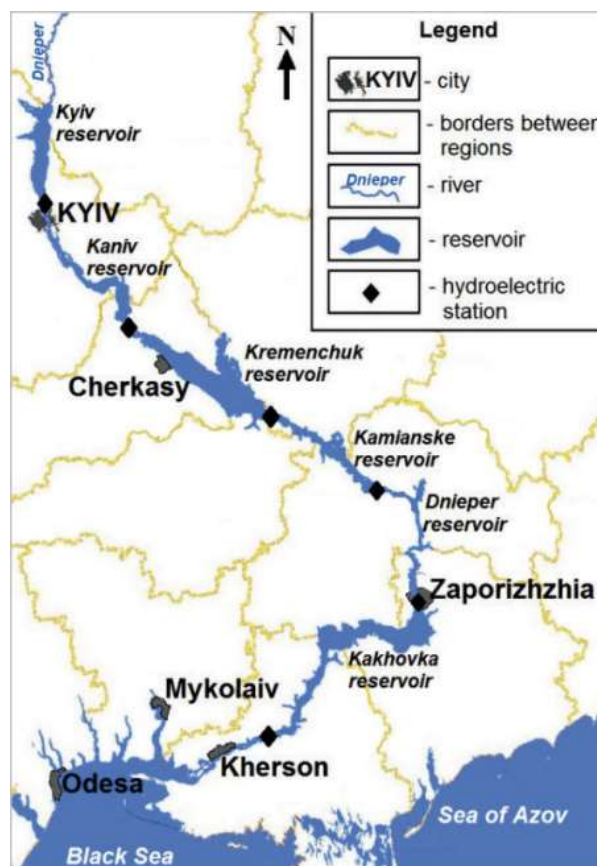 Dnieper
N
Legend
KYIV - city
- borders between
regions
Dnieper - river
- reservoir
- hydroelectric
station
Kyiv
reservoir
KYIV
Kaniv
reservoir
Cherkasy
Kremenchuk
reservoir
Kamianske
reservoir
Dnieper
reservoir
Zaporizhzhia
Kakhovka
reservoir
Mykolaiv
Kherson
Odesa
Sea of Azov
Black Sea